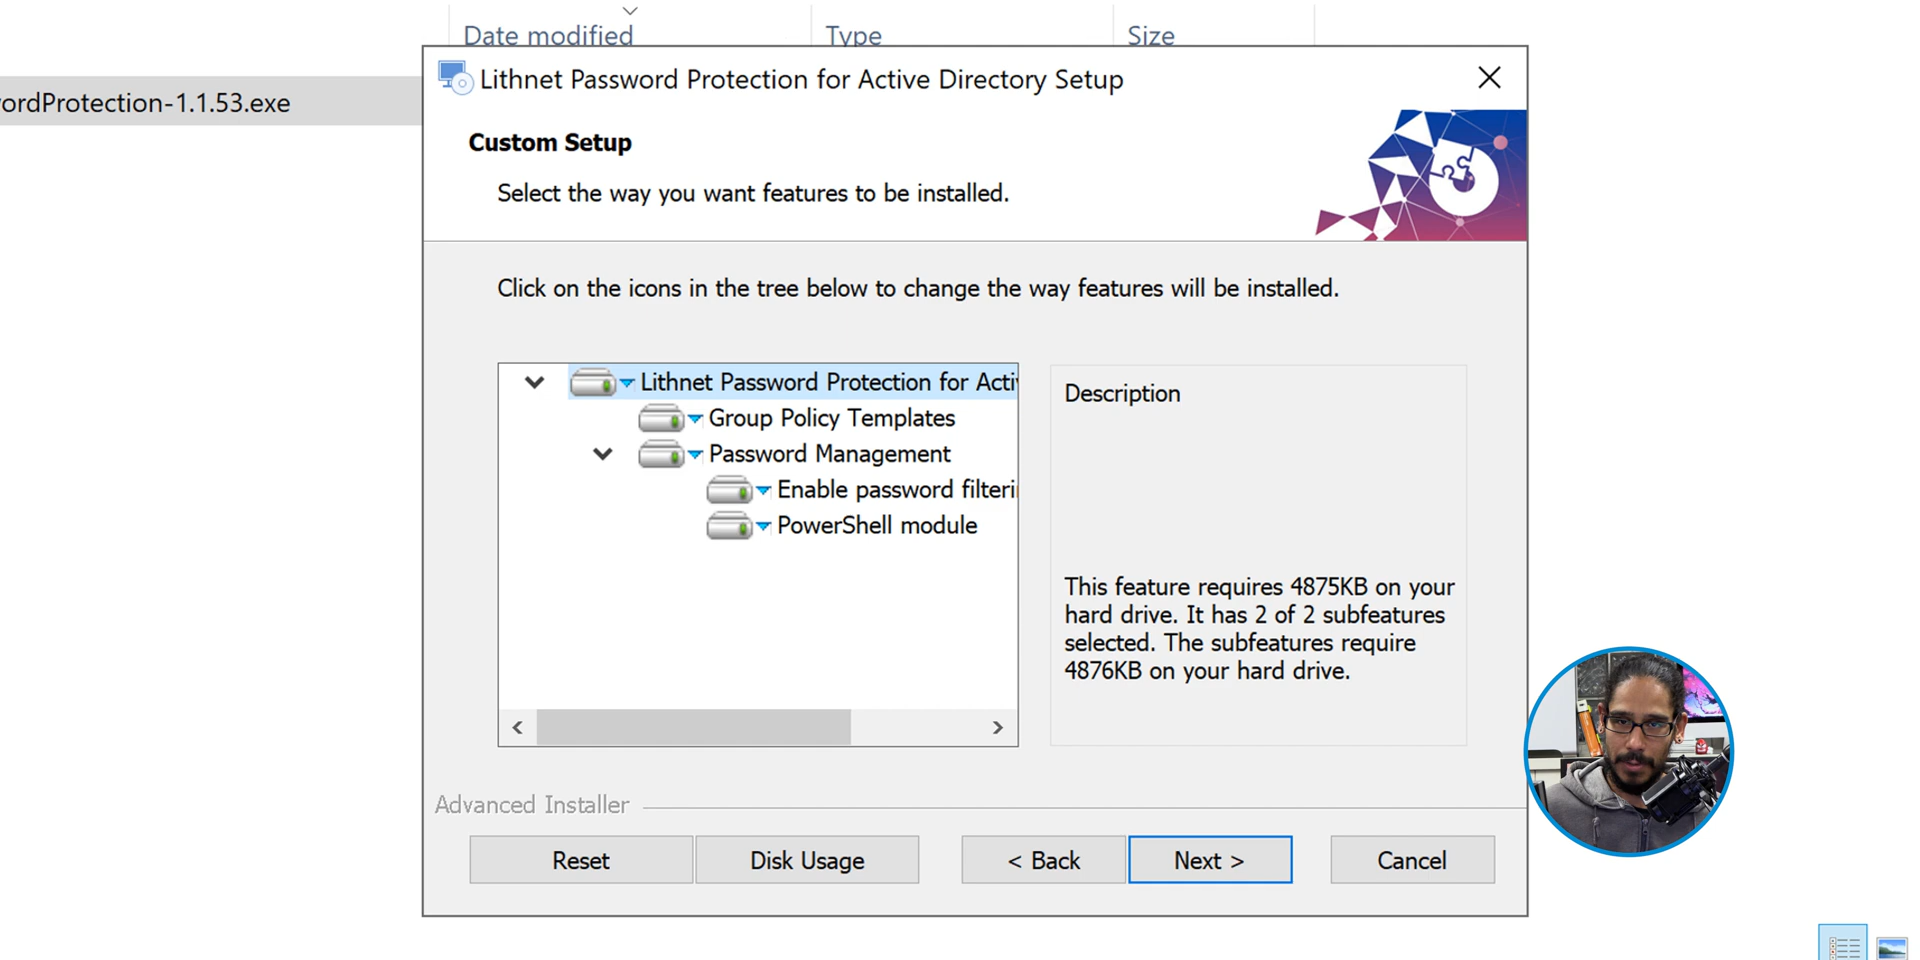 Date modified
Type
Size
ordProtection-1.1.53.exe
Lithnet Password Protection for Active Directory Setup
Custom Setup
Select the way you want features to be installed.
Click on the icons in the tree below to change the way features will be installed.
Lithnet Password Protection for Acti
Group Policy Templates
Password Management
Enable password filteri
PowerShell module
Description
This feature requires 4875KB on your
hard drive. It has 2 of 2 subfeatures
selected. The subfeatures require
4876KB on your hard drive.
Advanced Installer
Reset
Disk Usage
< Back
Next >
Cancel